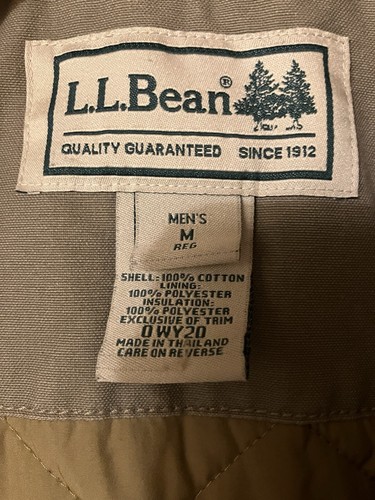 L.L.Bean®
QUALITY GUARANTEED SINCE 1912
MEN'S
M
REG
SHELL: 100% COTTON
LINING:
100% POLYESTER
INSULATION:
100% POLYESTER
EXCLUSIVE OF TRIM
0WY20
MADE IN THAILAND
CARE ON REVERSE